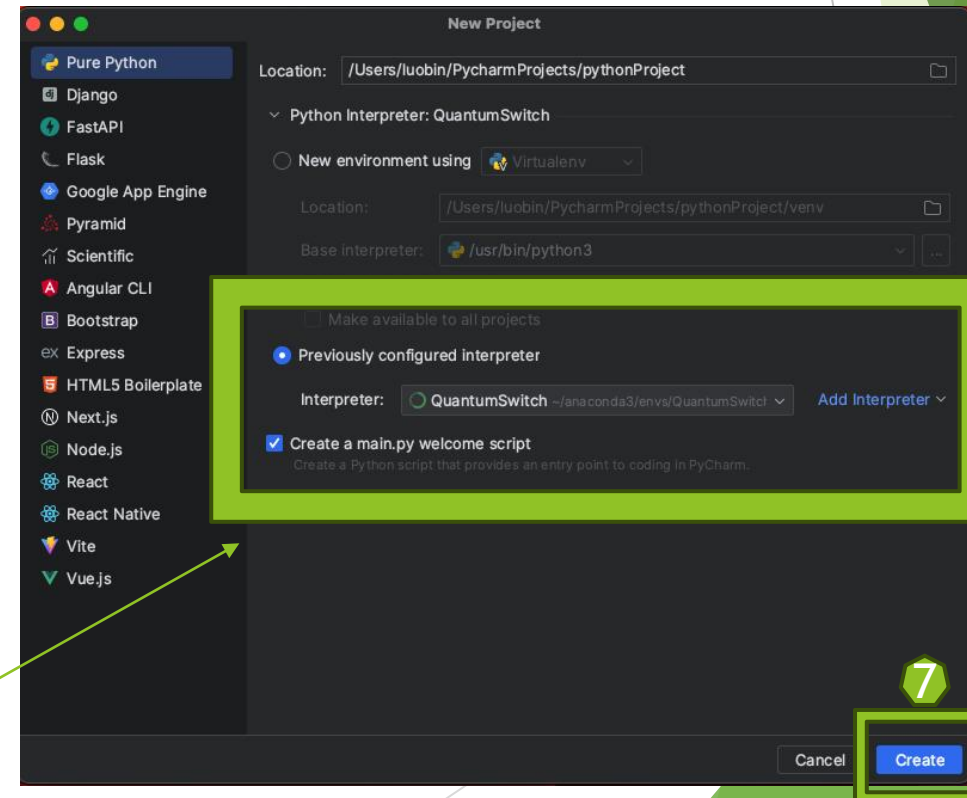 New Project
Pure Python
Django
FastAPI
Flask
Google App Engine
Pyramid
Scientific
Angular CLI
Bootstrap
Express
HTML5 Boilerplate
Next.js
Node.js
React
React Native
Vite
Vue.js
Location: /Users/luobin/PycharmProjects/pythonProject
Python Interpreter: QuantumSwitch
New environment using Virtualenv
Location: /Users/luobin/PycharmProjects/pythonProject/venv
Base interpreter: /usr/bin/python3 ...
Make available to all projects
Previously configured interpreter
Interpreter: QuantumSwitch ~/anaconda3/envs/QuantumSwitch Add Interpreter
Create a main.py welcome script
Create a Python script that provides an entry point to coding in PyCharm.
7
Cancel Create